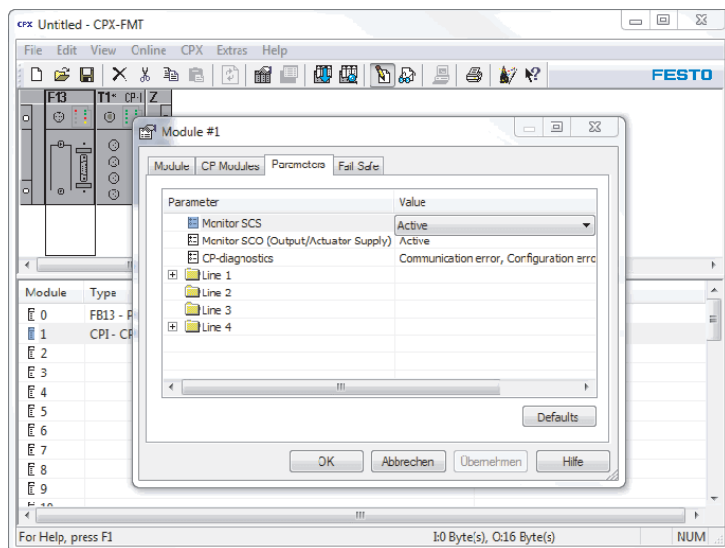 CPX Untitled - CPX-FMT
File Edit View Online CPX Extras Help
FESTO
F13 T1* CP-I Z
Module #1
Module CP Modules Parameters Fail Safe
Parameter Value
Monitor SCS Active
Monitor SCO (Output/Actuator Supply) Active
CP-diagnostics Communication error, Configuration erro
Line 1
Line 2
Line 3
Line 4
Defaults
OK Abbrechen Übernehmen Hilfe
Module Type
0 FB13 - P
1 CPI - CP
2
3
4
5
6
7
8
9
For Help, press F1 I:0 Byte(s), O:16 Byte(s) NUM